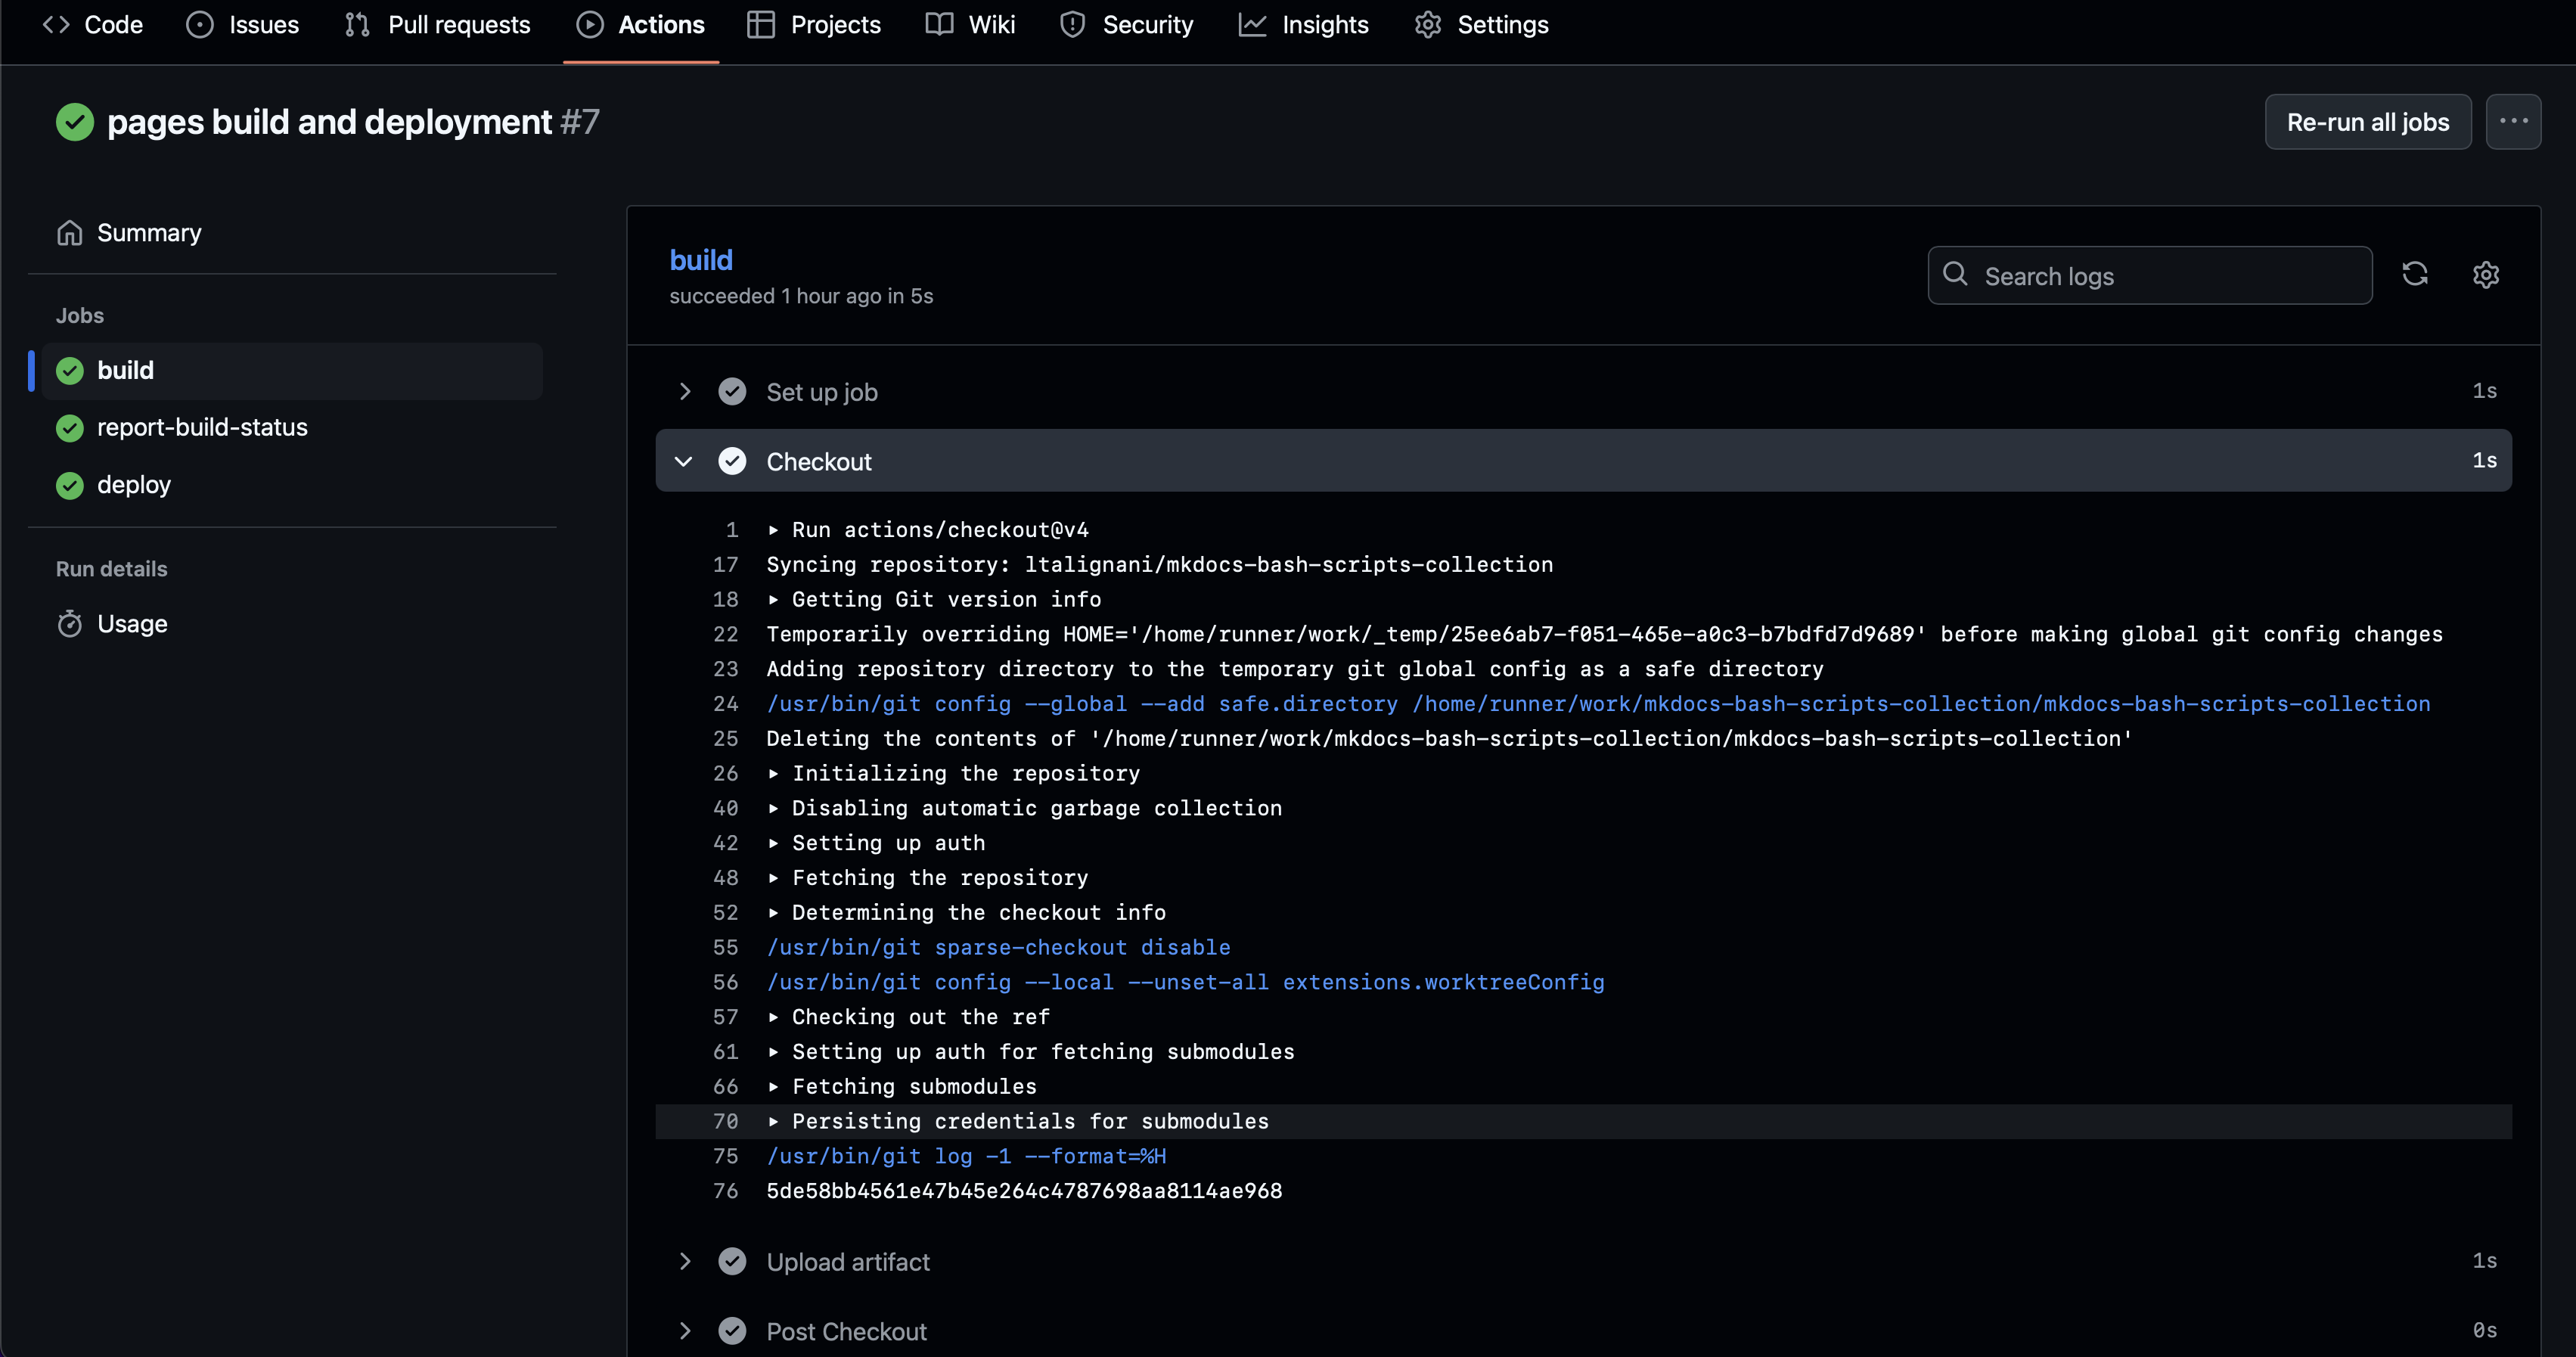 Code Issues Pull requests Actions Projects Wiki Security Insights Settings
pages build and deployment #7
Re-run all jobs
Summary
Jobs
build
report-build-status
deploy
Run details
Usage
build
succeeded 1 hour ago in 5s
Search logs
Set up job 1s
Checkout 1s
1 Run actions/checkout@v4
17 Syncing repository: ltalignani/mkdocs-bash-scripts-collection
18 Getting Git version info
22 Temporarily overriding HOME='/home/runner/work/_temp/25ee6ab7-f051-465e-a0c3-b7bdfd7d9689' before making global git config changes
23 Adding repository directory to the temporary git global config as a safe directory
24 /usr/bin/git config --global --add safe.directory /home/runner/work/mkdocs-bash-scripts-collection/mkdocs-bash-scripts-collection
25 Deleting the contents of '/home/runner/work/mkdocs-bash-scripts-collection/mkdocs-bash-scripts-collection'
26 Initializing the repository
40 Disabling automatic garbage collection
42 Setting up auth
48 Fetching the repository
52 Determining the checkout info
55 /usr/bin/git sparse-checkout disable
56 /usr/bin/git config --local --unset-all extensions.worktreeConfig
57 Checking out the ref
61 Setting up auth for fetching submodules
66 Fetching submodules
70 Persisting credentials for submodules
75 /usr/bin/git log -1 --format=%H
76 5de58bb4561e47b45e264c4787698aa8114ae968
Upload artifact 1s
Post Checkout 0s